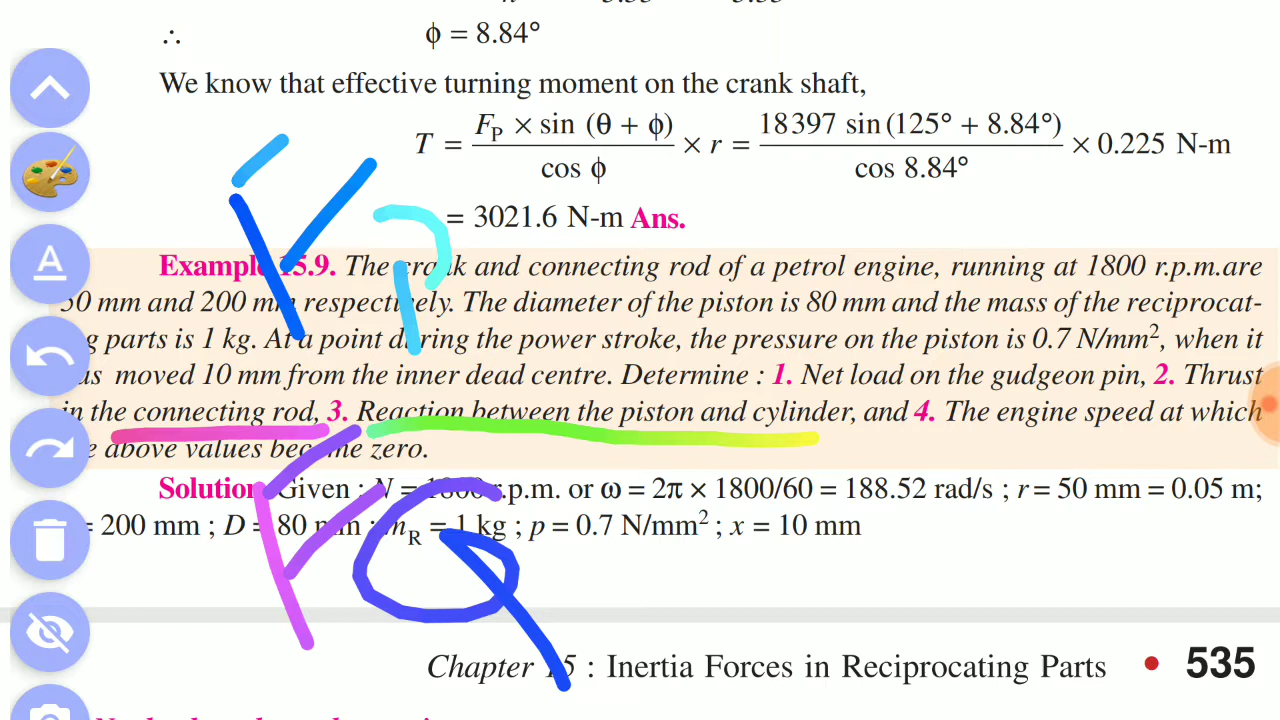 ∴ ϕ = 8.84°
We know that effective turning moment on the crank shaft,
T = F_P × sin (θ + ϕ) / cos ϕ × r = 18397 sin (125° + 8.84°) / cos 8.84° × 0.225 N-m
= 3021.6 N-m Ans.
Example 15.9. The crank and connecting rod of a petrol engine, running at 1800 r.p.m.are
50 mm and 200 mm respectively. The diameter of the piston is 80 mm and the mass of the reciprocat-
parts is 1 kg. At a point during the power stroke, the pressure on the piston is 0.7 N/mm², when it
moved 10 mm from the inner dead centre. Determine : 1. Net load on the gudgeon pin, 2. Thrust
in the connecting rod, 3. Reaction between the piston and cylinder, and 4. The engine speed at which
above values become zero.
Solution. Given : N = 1800 r.p.m. or ω = 2π × 1800/60 = 188.52 rad/s ; r = 50 mm = 0.05 m;
= 200 mm ; D = 80 mm ; m_R = 1 kg ; p = 0.7 N/mm² ; x = 10 mm
FP
FQ
Chapter 15 : Inertia Forces in Reciprocating Parts • 535